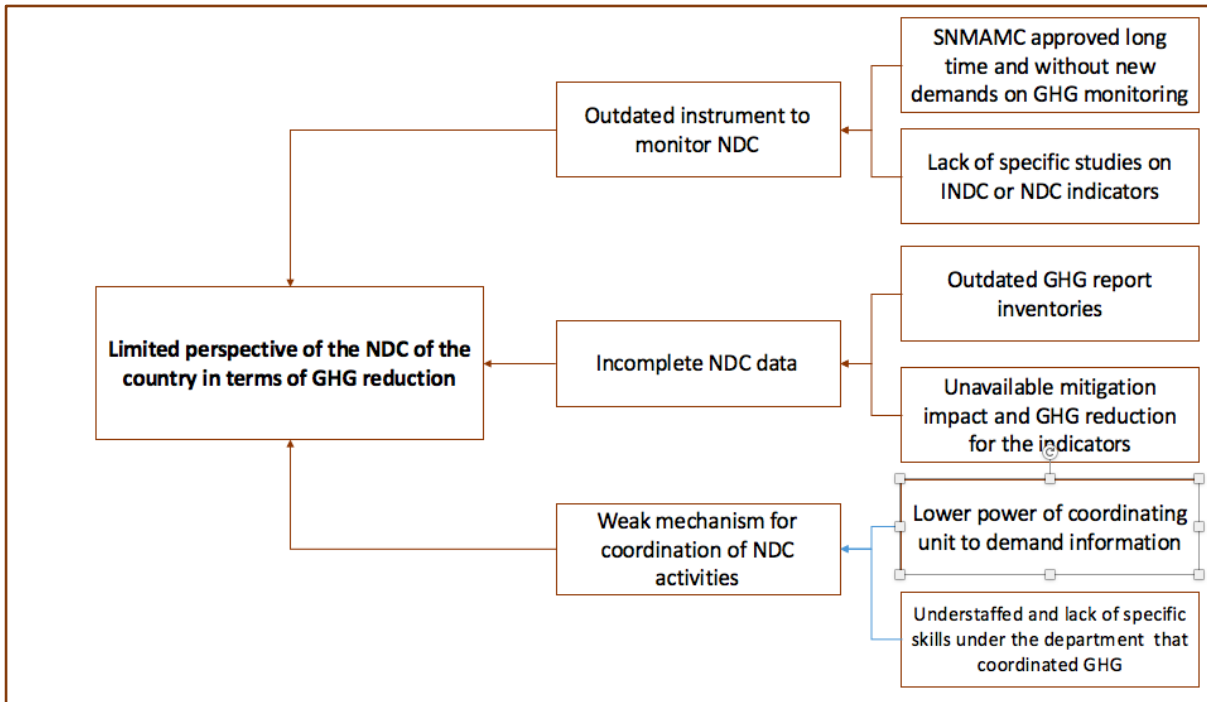 SNMAMC approved long
time and without new
demands on GHG monitoring
Outdated instrument to
monitor NDC
Lack of specific studies on
INDC or NDC indicators
Outdated GHG report
inventories
Limited perspective of the NDC of the
country in terms of GHG reduction
Incomplete NDC data
Unavailable mitigation
impact and GHG reduction
for the indicators
Lower power of coordinating
unit to demand information
Weak mechanism for
coordination of NDC
activities
Understaffed and lack of specific
skills under the department that
coordinated GHG